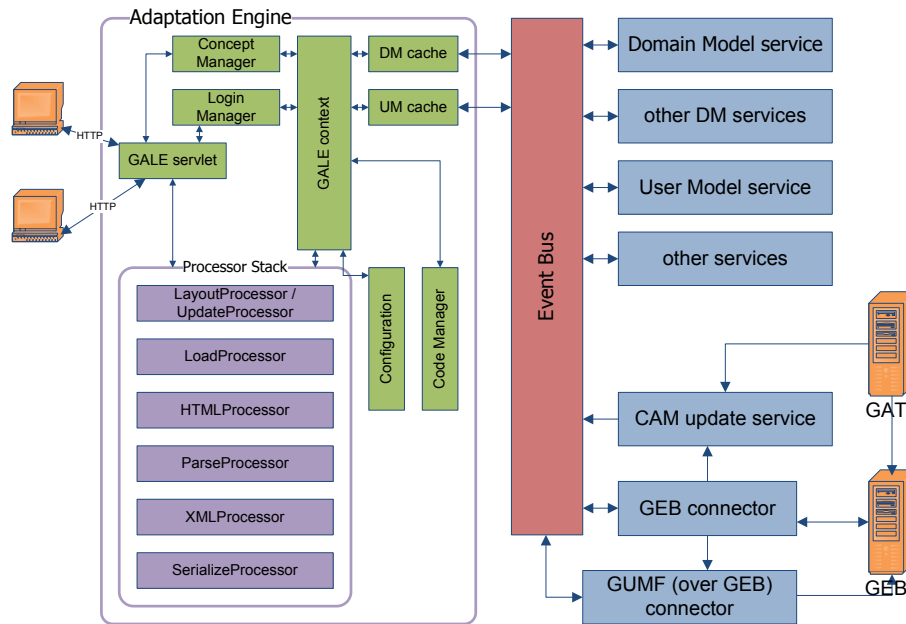 Adaptation Engine
Concept
Manager
Login
Manager
GALE servlet
HTTP
HTTP
GALE context
DM cache
UM cache
Configuration
Code Manager
Processor Stack
LayoutProcessor /
UpdateProcessor
LoadProcessor
HTMLProcessor
ParseProcessor
XMLProcessor
SerializeProcessor
Event Bus
Domain Model service
other DM services
User Model service
other services
CAM update service
GEB connector
GUMF (over GEB)
connector
GAT
GEB